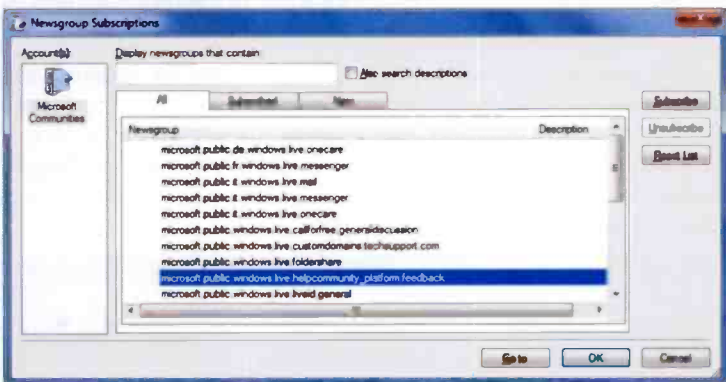 Newsgroup Subscriptions
Account(s):
Display newsgroups that contain:
Also search descriptions
Microsoft Communities
All
Subscribed
New
Subscribe
Unsubscribe
Reset List
Newsgroup
Description
microsoft.public.de.windows.live.onecare
microsoft.public.fr.windows.live.messenger
microsoft.public.it.windows.live.mail
microsoft.public.it.windows.live.messenger
microsoft.public.it.windows.live.onecare
microsoft.public.windows.live.callforfree.generaldiscussion
microsoft.public.windows.live.customdomains.techsupport.com
microsoft.public.windows.live.foldershare
microsoft.public.windows.live.helpcommunity_platform.feedback
microsoft.public.windows.live.liveid.general
Go to
OK
Cancel